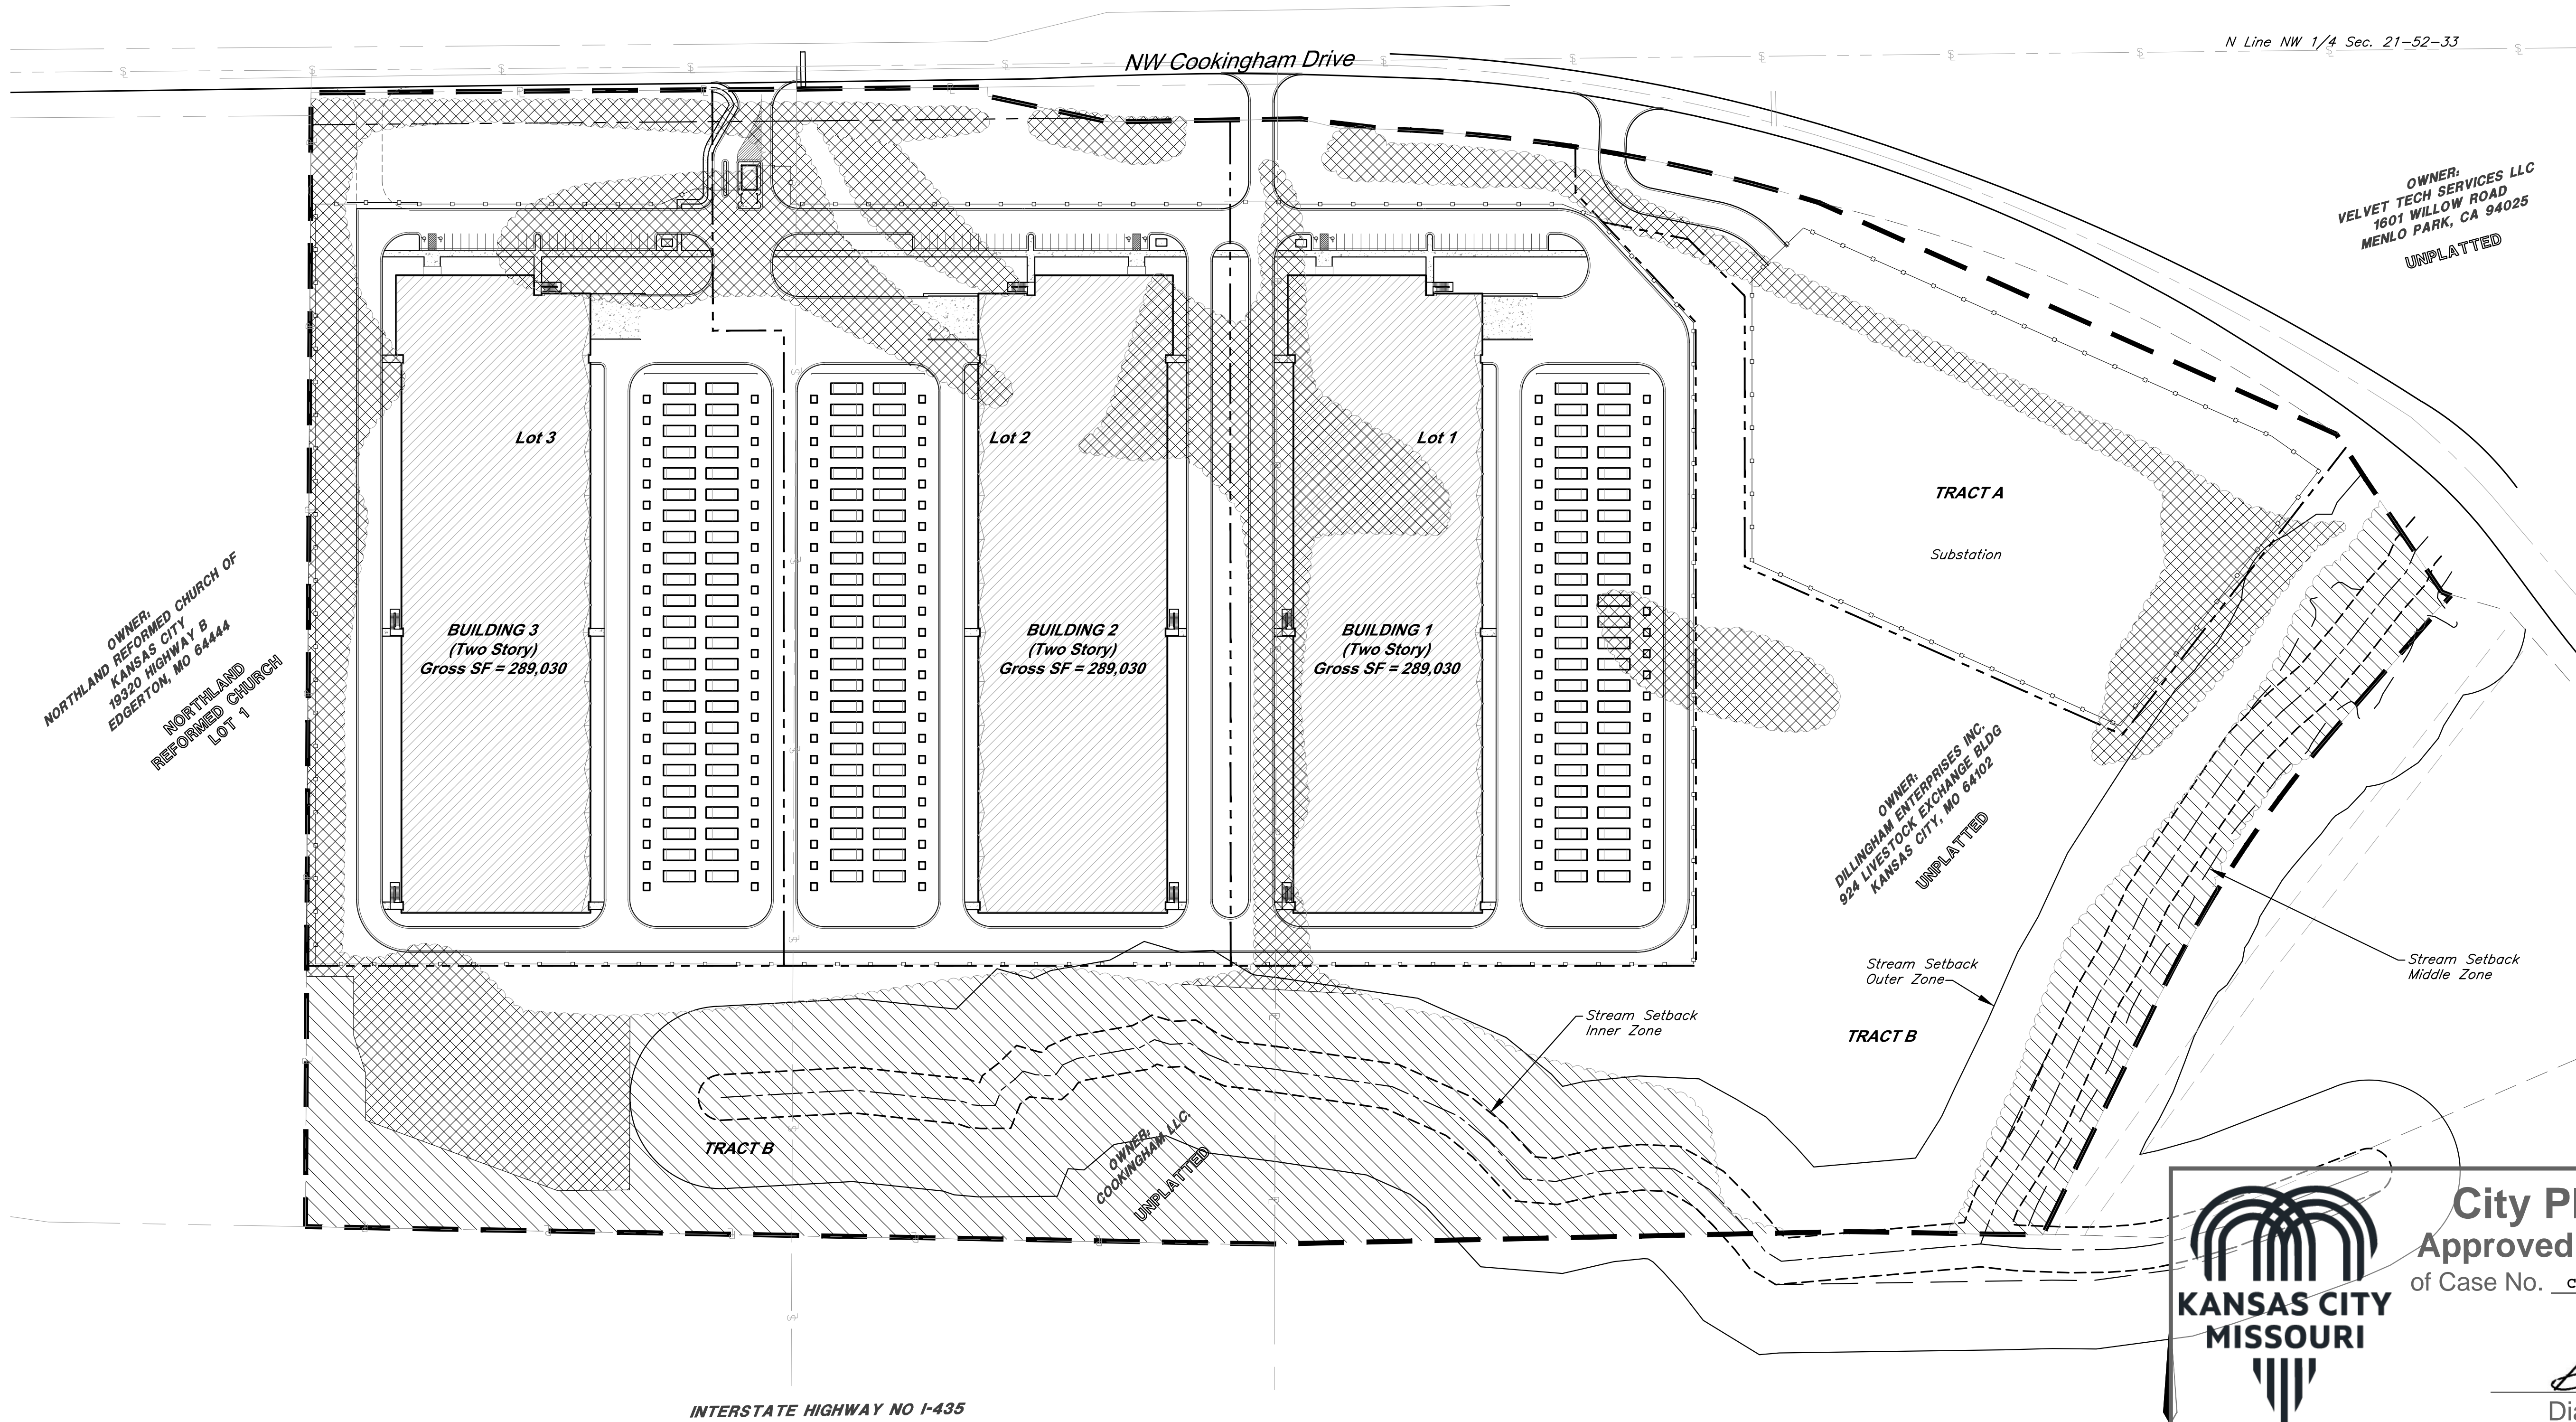 N Line NW 1/4 Sec. 21-52-33
NW Cookingham Drive
OWNER:
VELVET TECH SERVICES LLC
1601 WILLOW ROAD
MENLO PARK, CA 94025
UNPLATTED
Lot 3
Lot 2
Lot 1
TRACT A
Substation
OWNER:
NORTHLAND REFORMED CHURCH OF
KANSAS CITY
19320 HIGHWAY B
EDGERTON, MO 64444
NORTHLAND
REFORMED CHURCH
LOT 1
BUILDING 3
(Two Story)
Gross SF = 289,030
BUILDING 2
(Two Story)
Gross SF = 289,030
BUILDING 1
(Two Story)
Gross SF = 289,030
OWNER:
DILLINGHAM ENTERPRISES INC.
924 LIVESTOCK EXCHANGE BLDG
KANSAS CITY, MO 64102
UNPLATTED
Stream Setback
Outer Zone
Stream Setback
Middle Zone
Stream Setback
Inner Zone
TRACT B
TRACT B
OWNER:
COOKINGHAM LLC.
UNPLATTED
City Pl
Approved
of Case No.
KANSAS CITY
MISSOURI
INTERSTATE HIGHWAY NO I-435